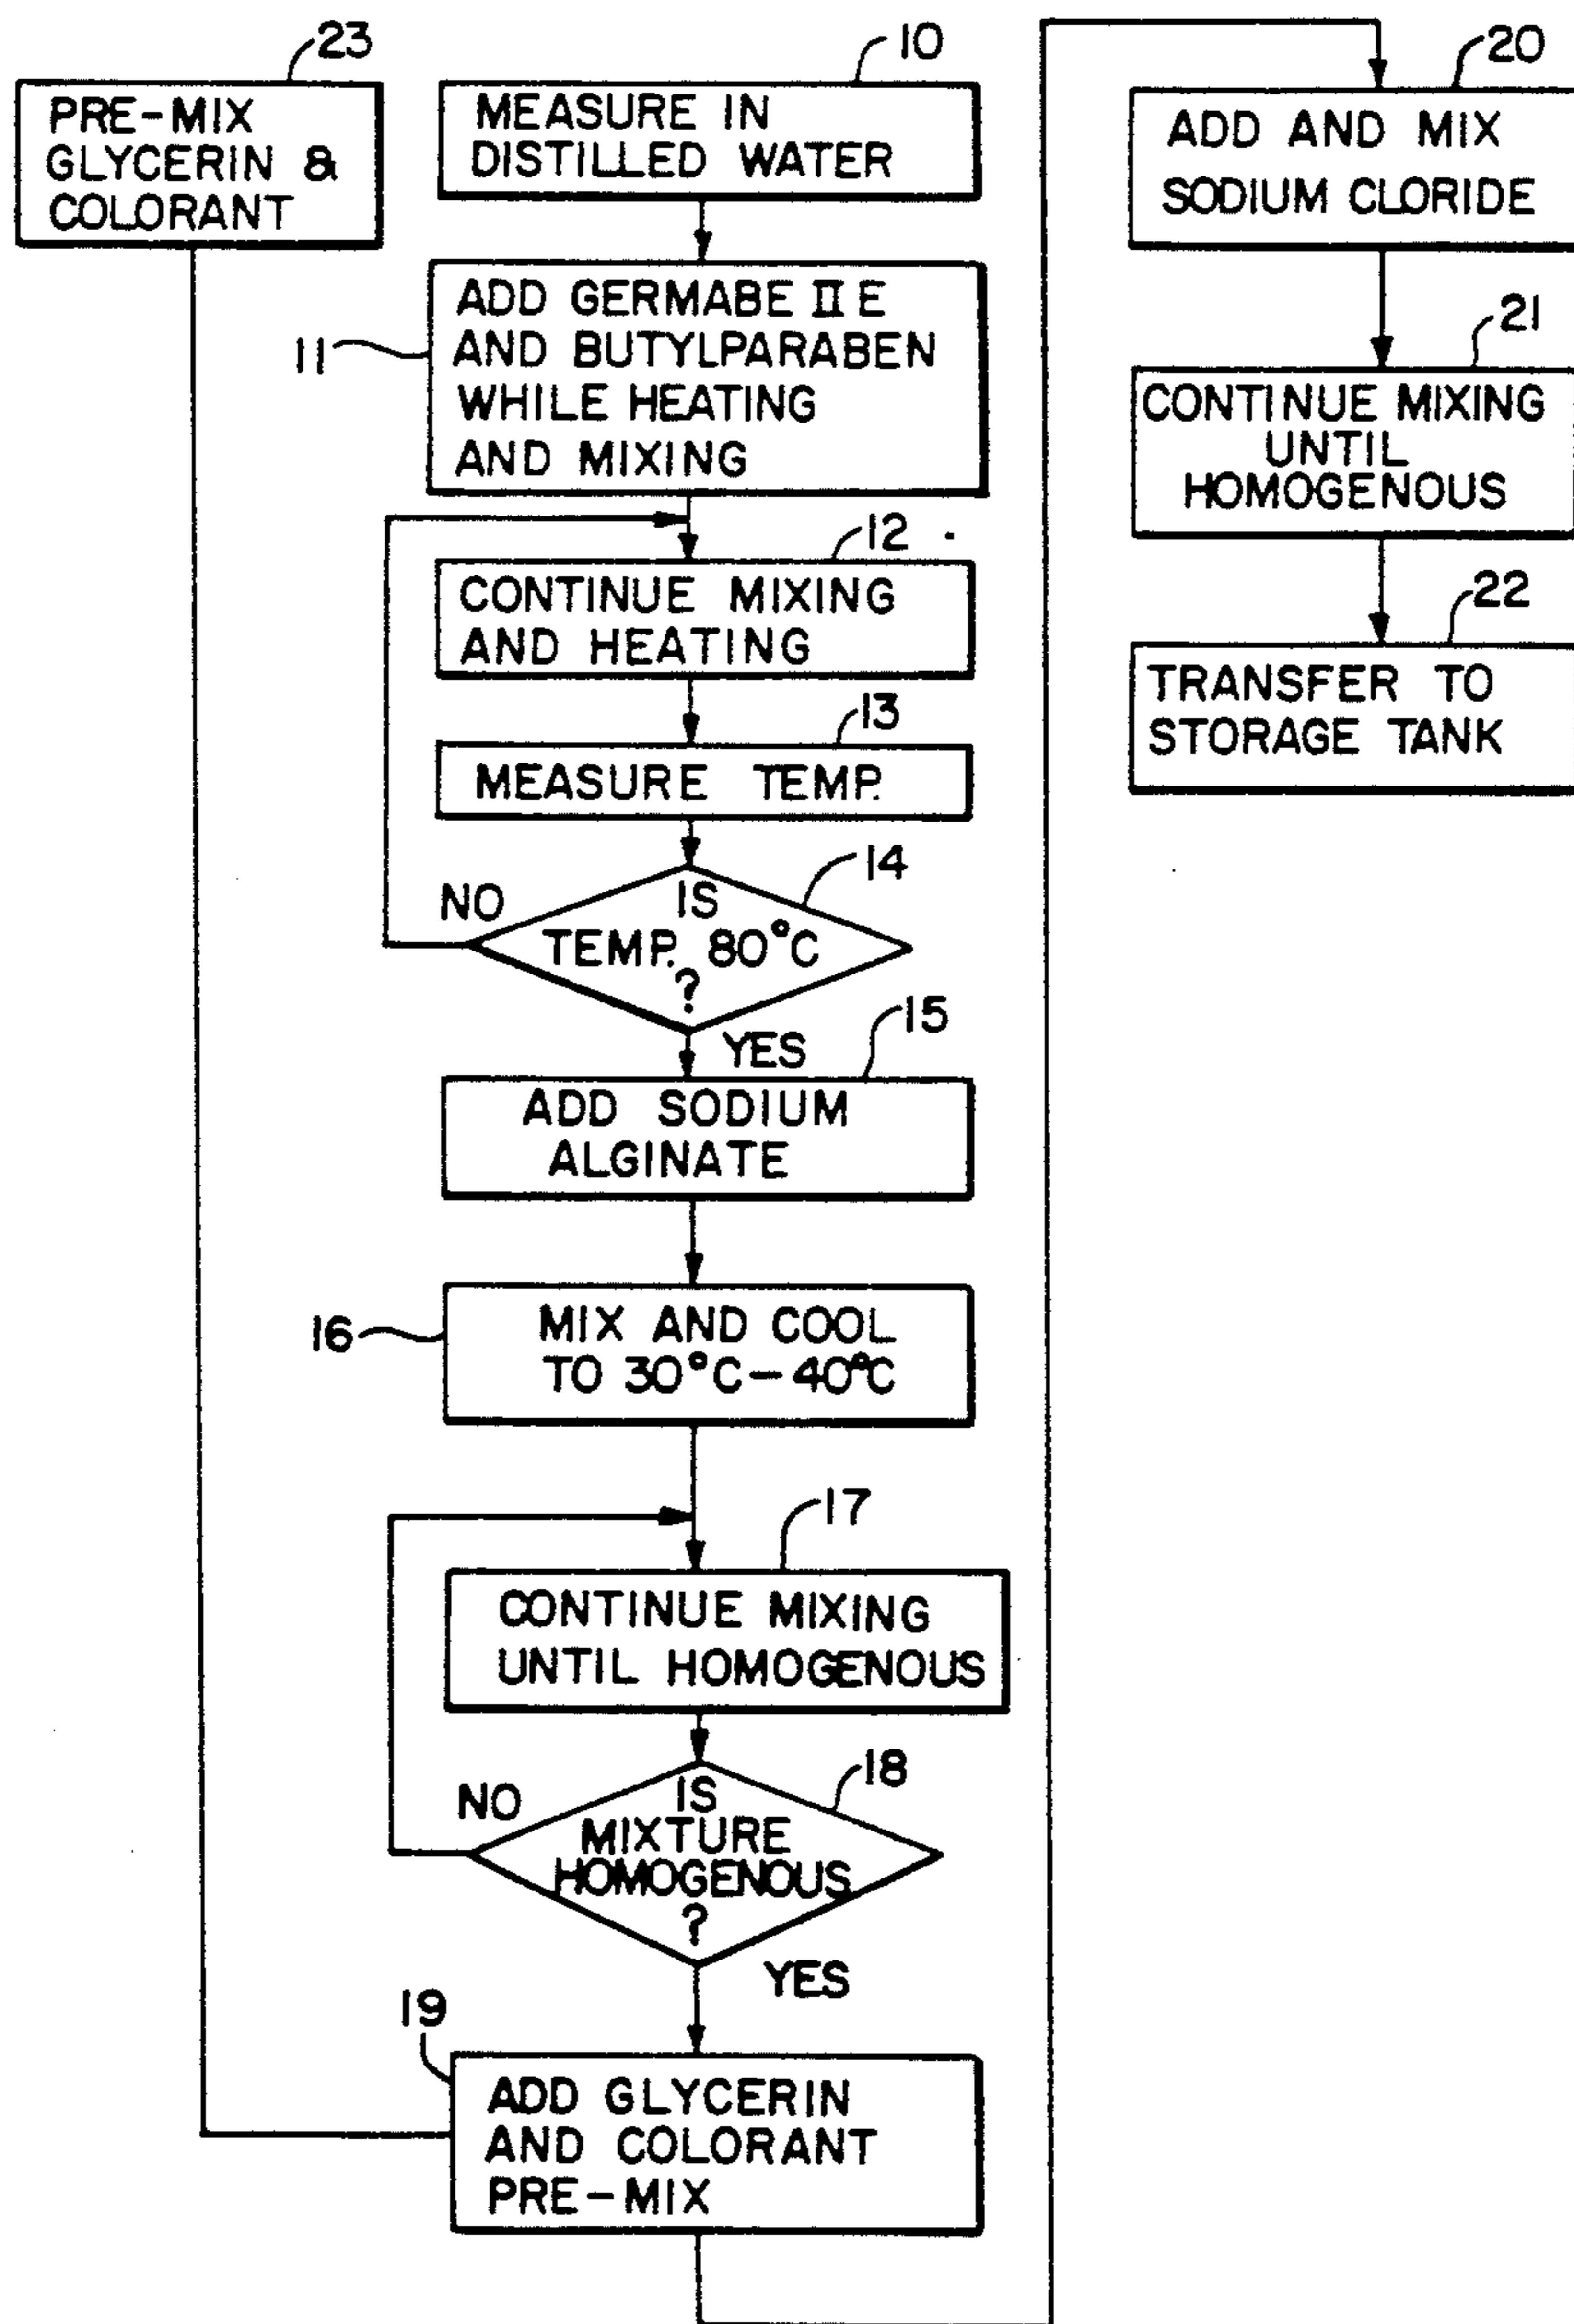 23
PRE-MIX
GLYCERIN &
COLORANT
10
MEASURE IN
DISTILLED WATER
11
ADD GERMABE II E
AND BUTYLPARABEN
WHILE HEATING
AND MIXING
12
CONTINUE MIXING
AND HEATING
13
MEASURE TEMP.
14
NO
IS
TEMP. 80°C
?
YES
15
ADD SODIUM
ALGINATE
16
MIX AND COOL
TO 30°C-40°C
17
CONTINUE MIXING
UNTIL HOMOGENOUS
18
NO
IS
MIXTURE
HOMOGENOUS
?
YES
19
ADD GLYCERIN
AND COLORANT
PRE-MIX
20
ADD AND MIX
SODIUM CLORIDE
21
CONTINUE MIXING
UNTIL
HOMOGENOUS
22
TRANSFER TO
STORAGE TANK